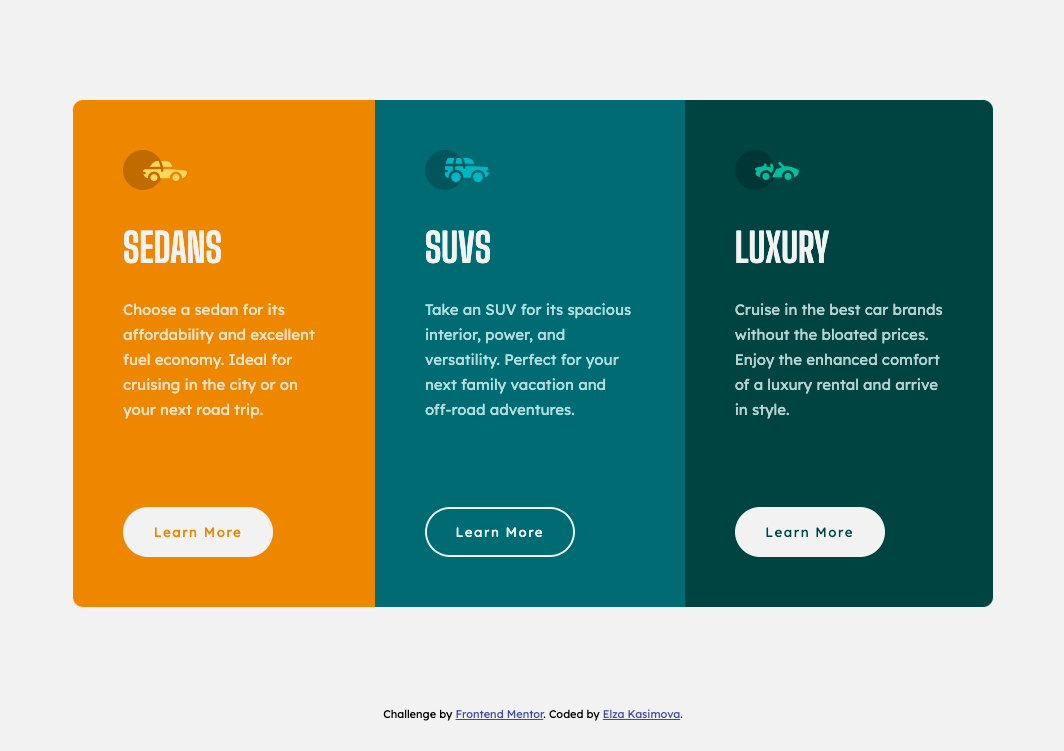 SEDANS
Choose a sedan for its
affordability and excellent
fuel economy. Ideal for
cruising in the city or on
your next road trip.
Learn More
SUVS
Take an SUV for its spacious
interior, power, and
versatility. Perfect for your
next family vacation and
off-road adventures.
Learn More
LUXURY
Cruise in the best car brands
without the bloated prices.
Enjoy the enhanced comfort
of a luxury rental and arrive
in style.
Learn More
Challenge by Frontend Mentor. Coded by Elza Kasimova.